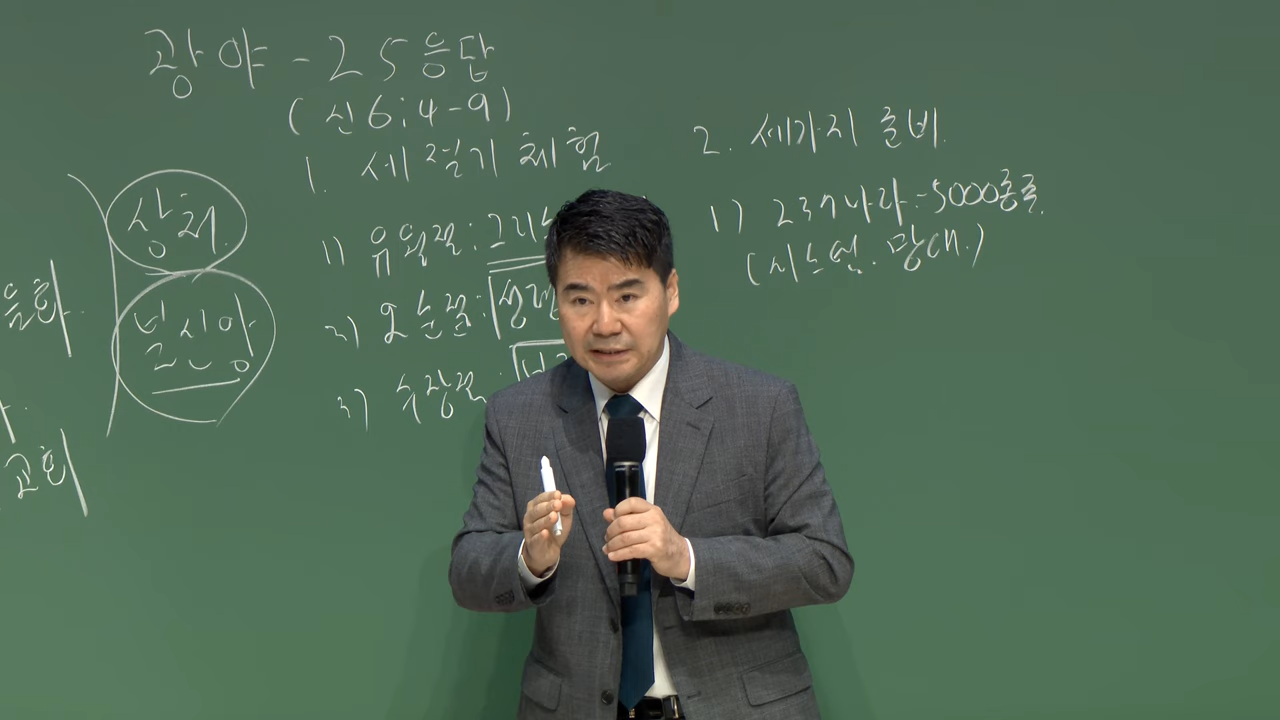 광야-25응답
(신6:4-9)
1. 세절기 체험
1) 유월절: 그리스
2) 오순절: 성령
3) 수장절:
2. 세가지 준비
1) 237나라-5000종족
(시스템. 망대.)
상처.
불신앙
교회